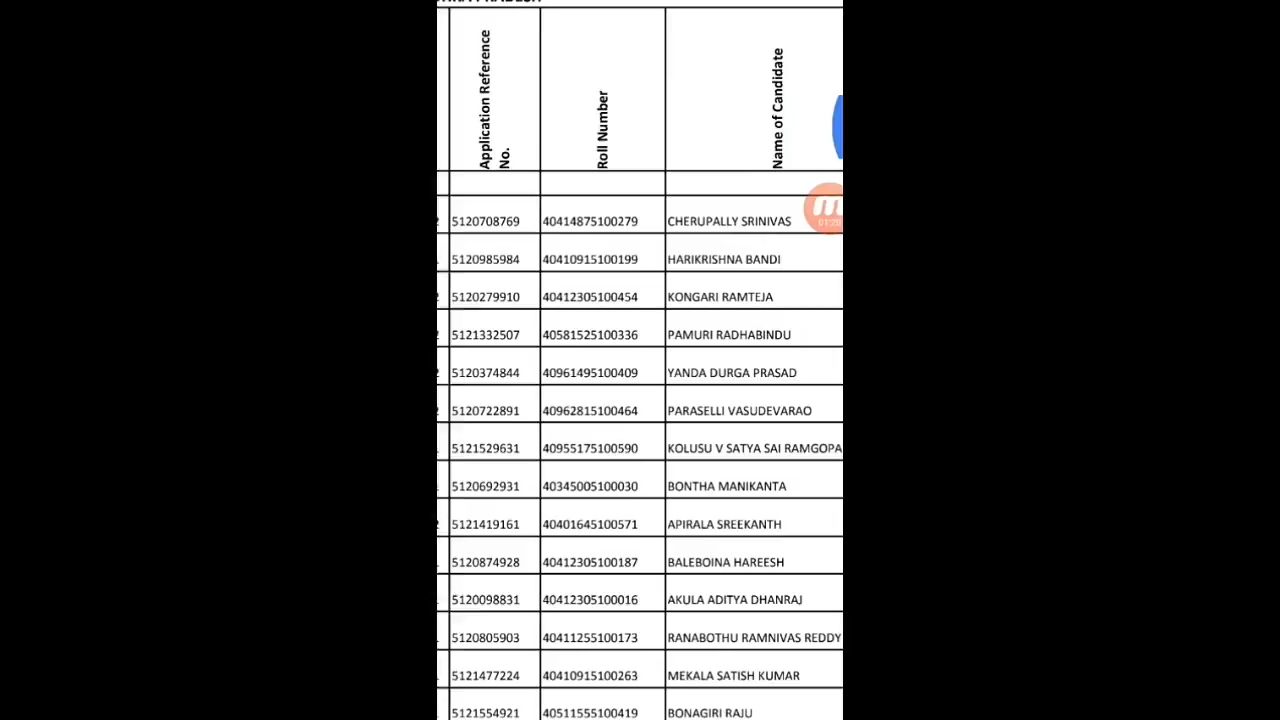 Application Reference
No.
Roll Number
Name of Candidate
5120708769 40414875100279 CHERUPALLY SRINIVAS
01:26
5120985984 40410915100199 HARIKRISHNA BANDI
5120279910 40412305100454 KONGARI RAMTEJA
5121332507 40581525100336 PAMURI RADHABINDU
5120374844 40961495100409 YANDA DURGA PRASAD
5120722891 40962815100464 PARASELLI VASUDEVARAO
5121529631 40955175100590 KOLUSU V SATYA SAI RAMGOPA
5120692931 40345005100030 BONTHA MANIKANTA
5121419161 40401645100571 APIRALA SREEKANTH
5120874928 40412305100187 BALEBOINA HAREESH
5120098831 40412305100016 AKULA ADITYA DHANRAJ
5120805903 40411255100173 RANABOTHU RAMNIVAS REDDY
5121477224 40410915100263 MEKALA SATISH KUMAR
5121554921 40511555100419 BONAGIRI RAJU